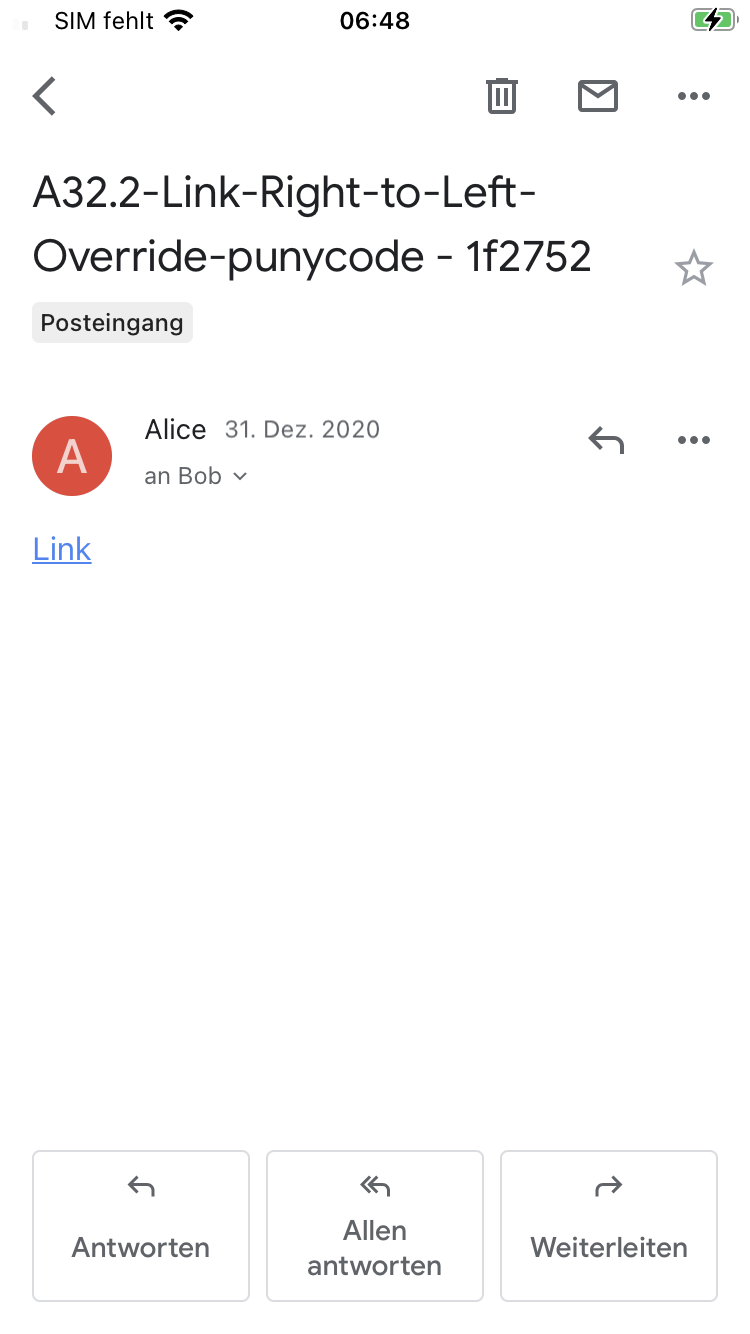 SIM fehlt 06:48
A32.2-Link-Right-to-Left-
Override-punycode - 1f2752
Posteingang
A
Alice 31. Dez. 2020
an Bob
Link
Antworten
Allen
antworten
Weiterleiten